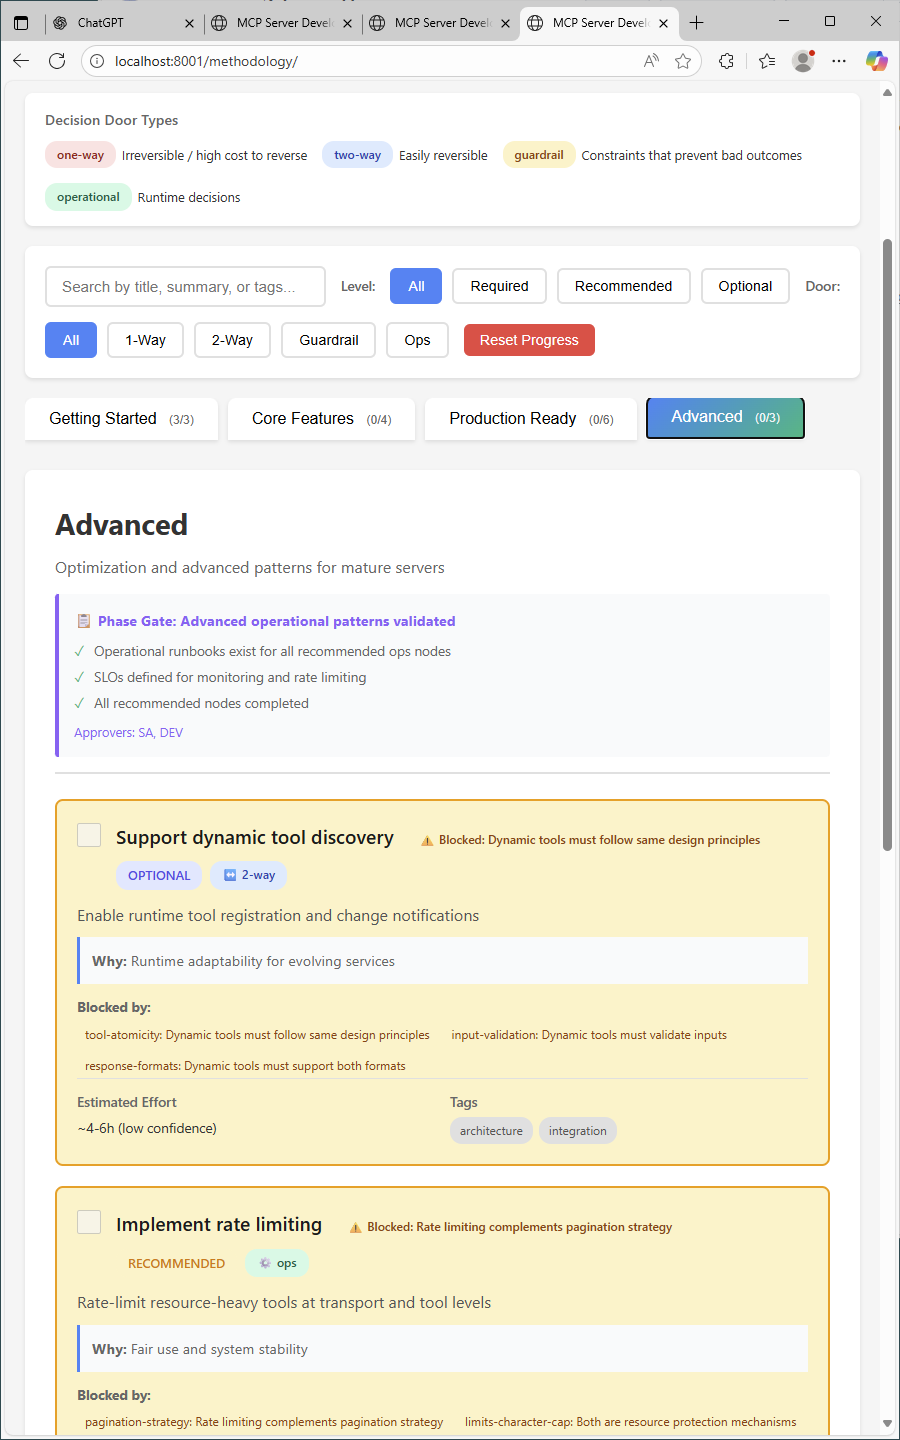 ChatGPT
MCP Server Devel
MCP Server Devel
MCP Server Devel
localhost:8001/methodology/
Decision Door Types
one-way Irreversible / high cost to reverse two-way Easily reversible guardrail Constraints that prevent bad outcomes
operational Runtime decisions
Search by title, summary, or tags... Level: All Required Recommended Optional Door:
All 1-Way 2-Way Guardrail Ops Reset Progress
Getting Started (3/3) Core Features (0/4) Production Ready (0/6) Advanced (0/3)
Advanced
Optimization and advanced patterns for mature servers
Phase Gate: Advanced operational patterns validated
✓ Operational runbooks exist for all recommended ops nodes
✓ SLOs defined for monitoring and rate limiting
✓ All recommended nodes completed
Approvers: SA, DEV
Support dynamic tool discovery ⚠ Blocked: Dynamic tools must follow same design principles
OPTIONAL ↔ 2-way
Enable runtime tool registration and change notifications
Why: Runtime adaptability for evolving services
Blocked by:
tool-atomicity: Dynamic tools must follow same design principles input-validation: Dynamic tools must validate inputs
response-formats: Dynamic tools must support both formats
Estimated Effort Tags
~4-6h (low confidence) architecture integration
Implement rate limiting ⚠ Blocked: Rate limiting complements pagination strategy
RECOMMENDED ⚙ ops
Rate-limit resource-heavy tools at transport and tool levels
Why: Fair use and system stability
Blocked by:
pagination-strategy: Rate limiting complements pagination strategy limits-character-cap: Both are resource protection mechanisms